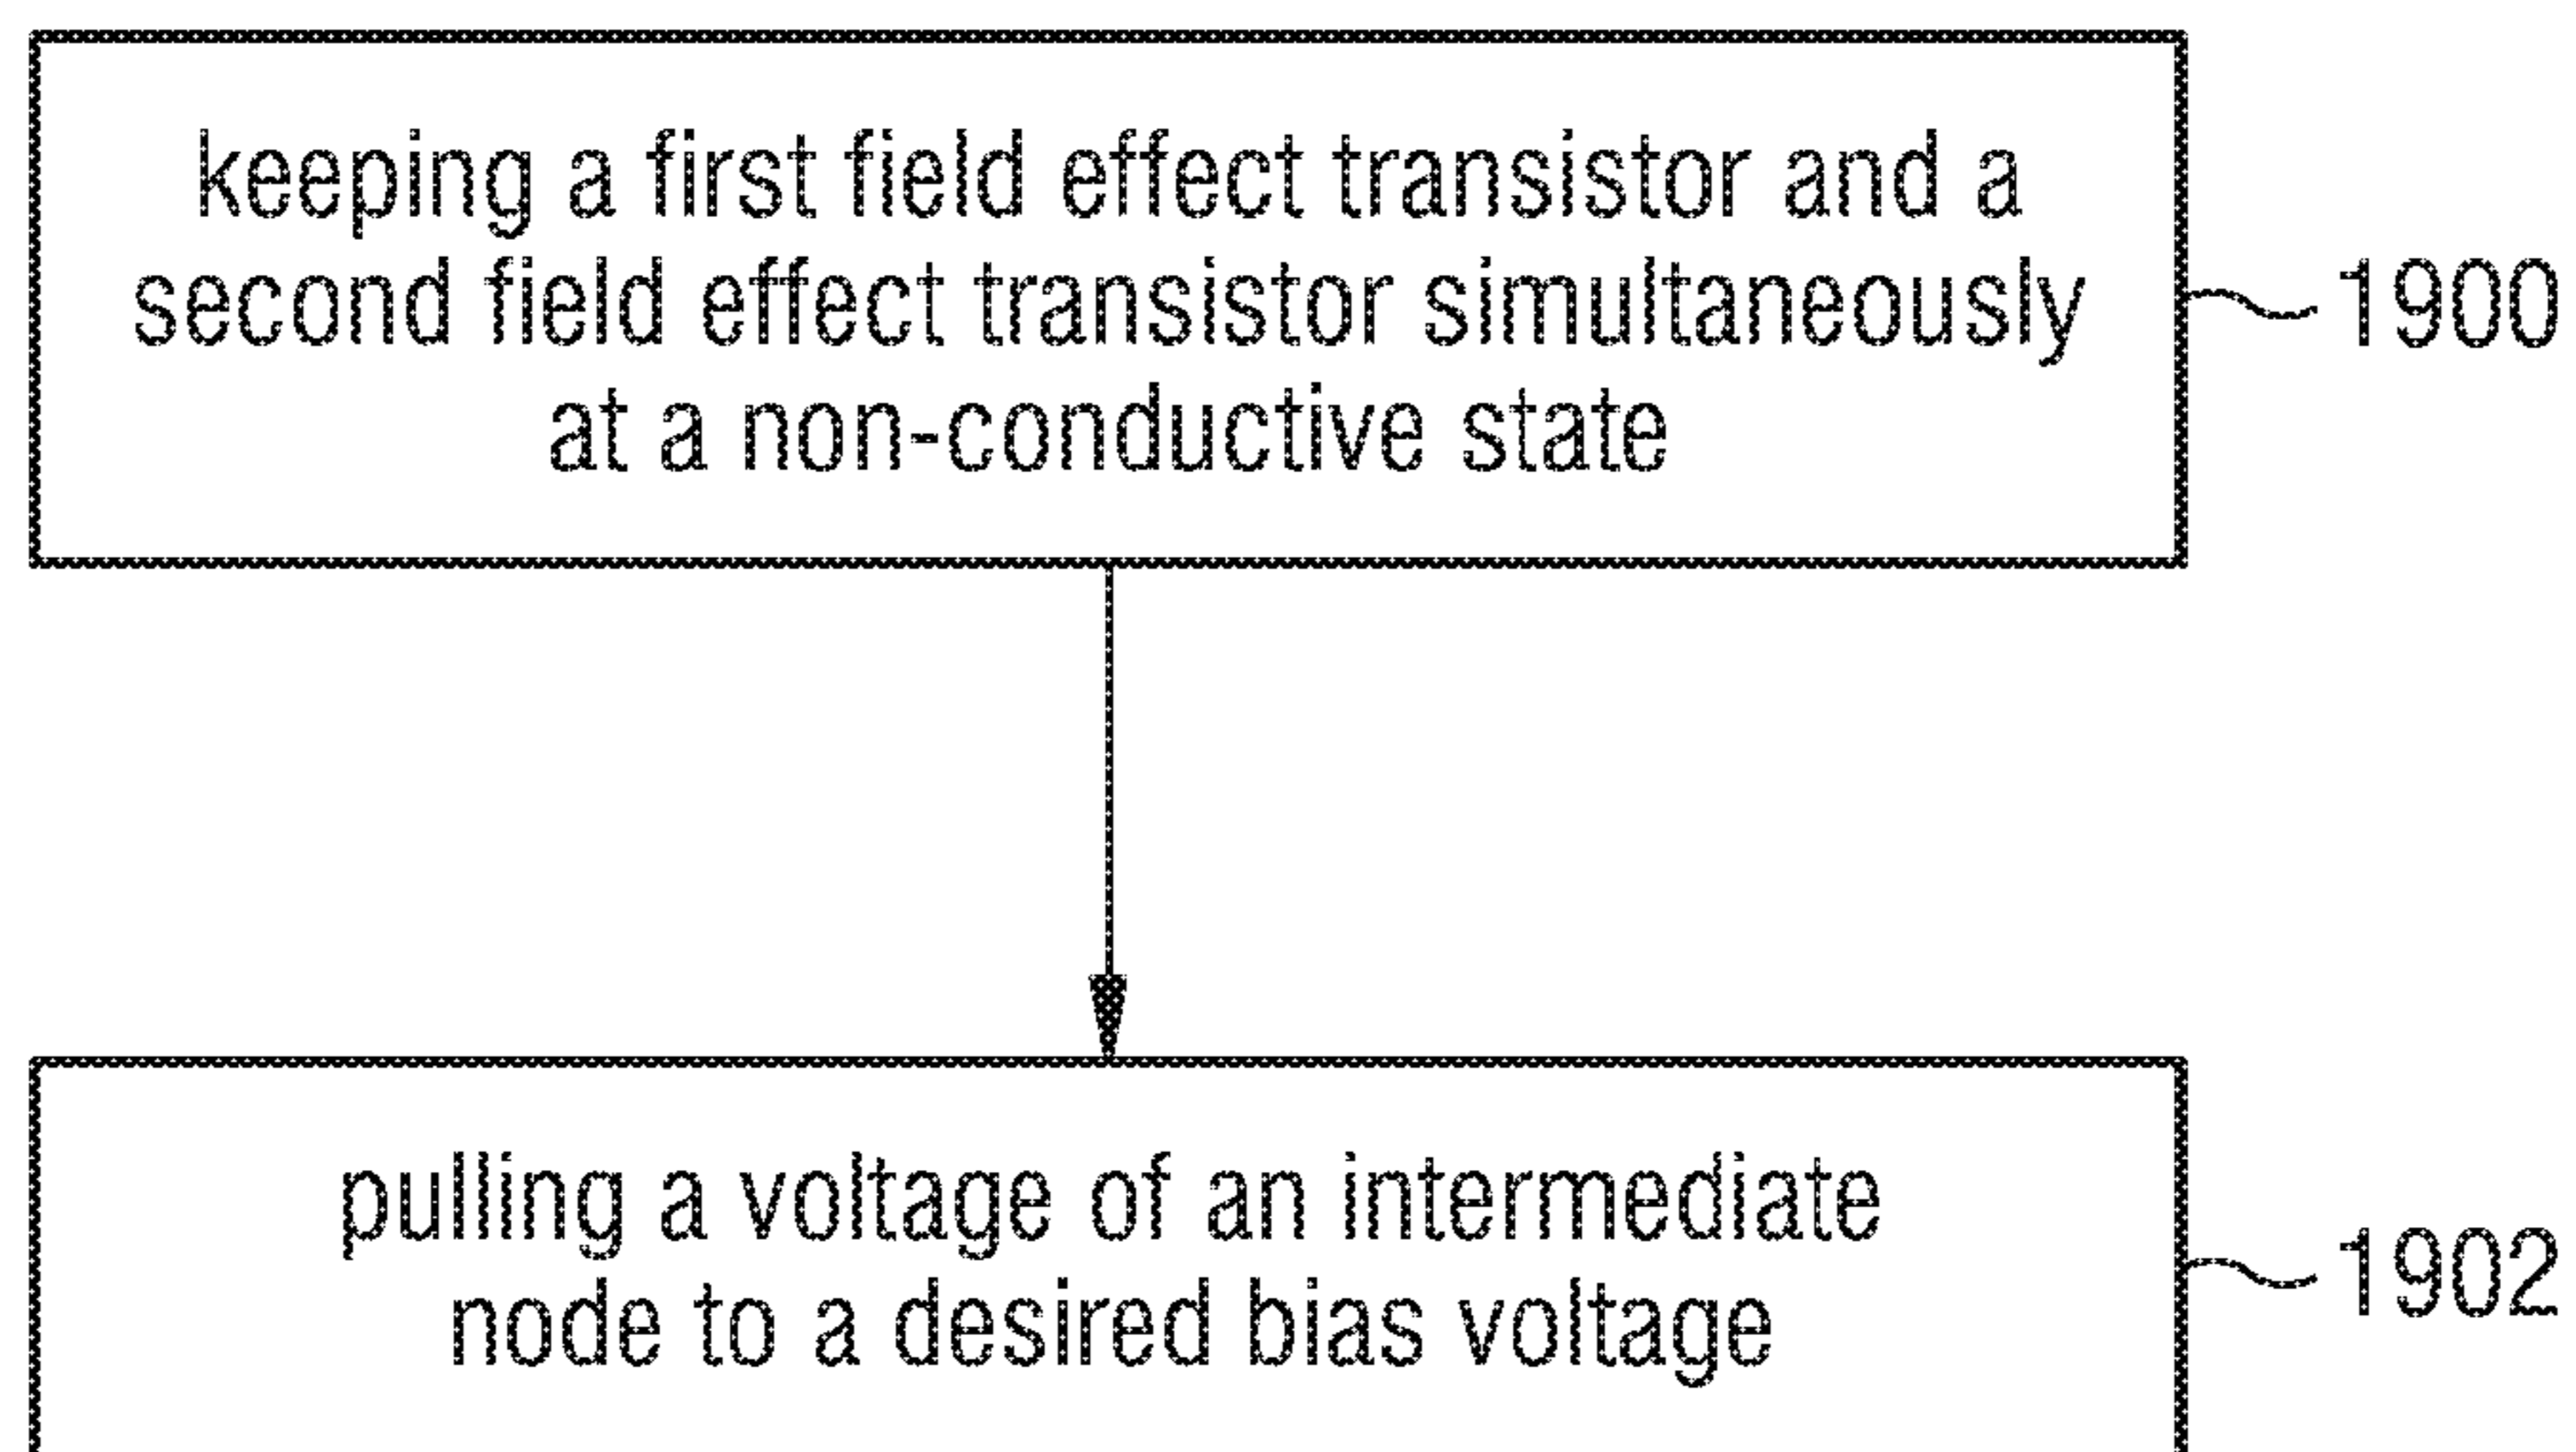 keeping a first field effect transistor and a
second field effect transistor simultaneously
at a non-conductive state
1900
pulling a voltage of an intermediate
node to a desired bias voltage
1902